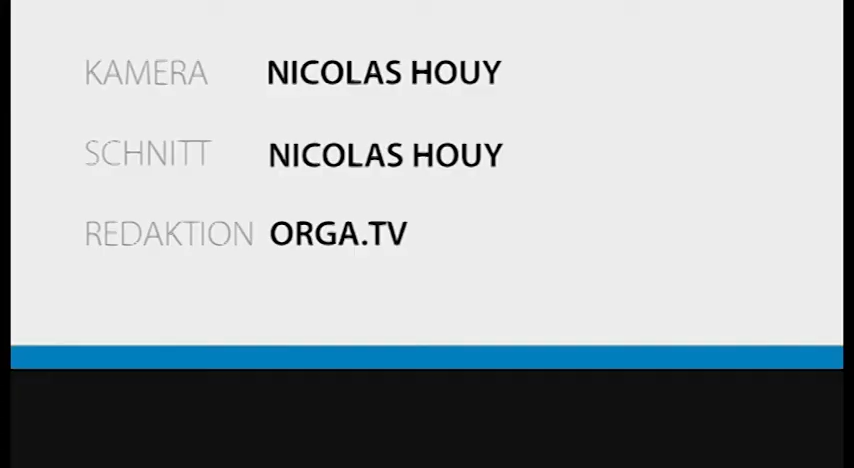 KAMERA NICOLAS HOUY
SCHNITT NICOLAS HOUY
REDAKTION ORGA.TV